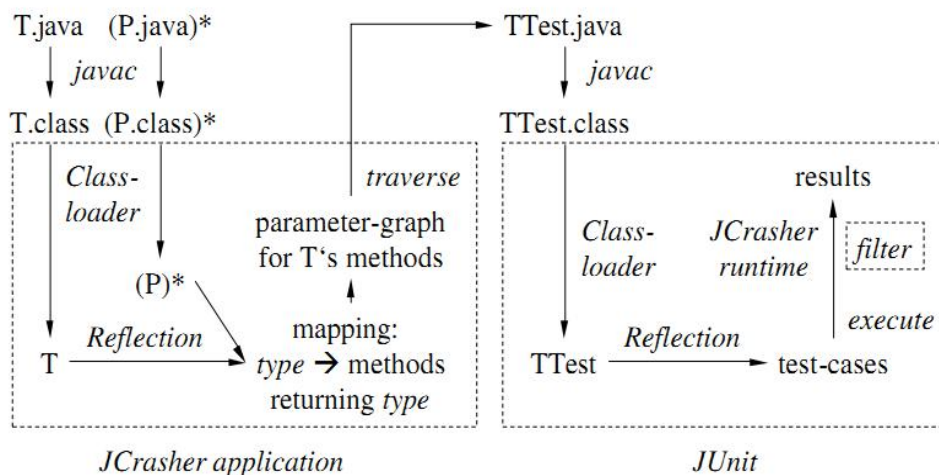 T.java (P.java)*
javac
T.class (P.class)*
Class-
loader
(P)*
T
Reflection
mapping:
type → methods
returning type
parameter-graph
for T‘s methods
traverse
JCrasher application
TTest.java
javac
TTest.class
Class-
loader
TTest
Reflection
test-cases
execute
JCrasher
runtime
filter
results
JUnit